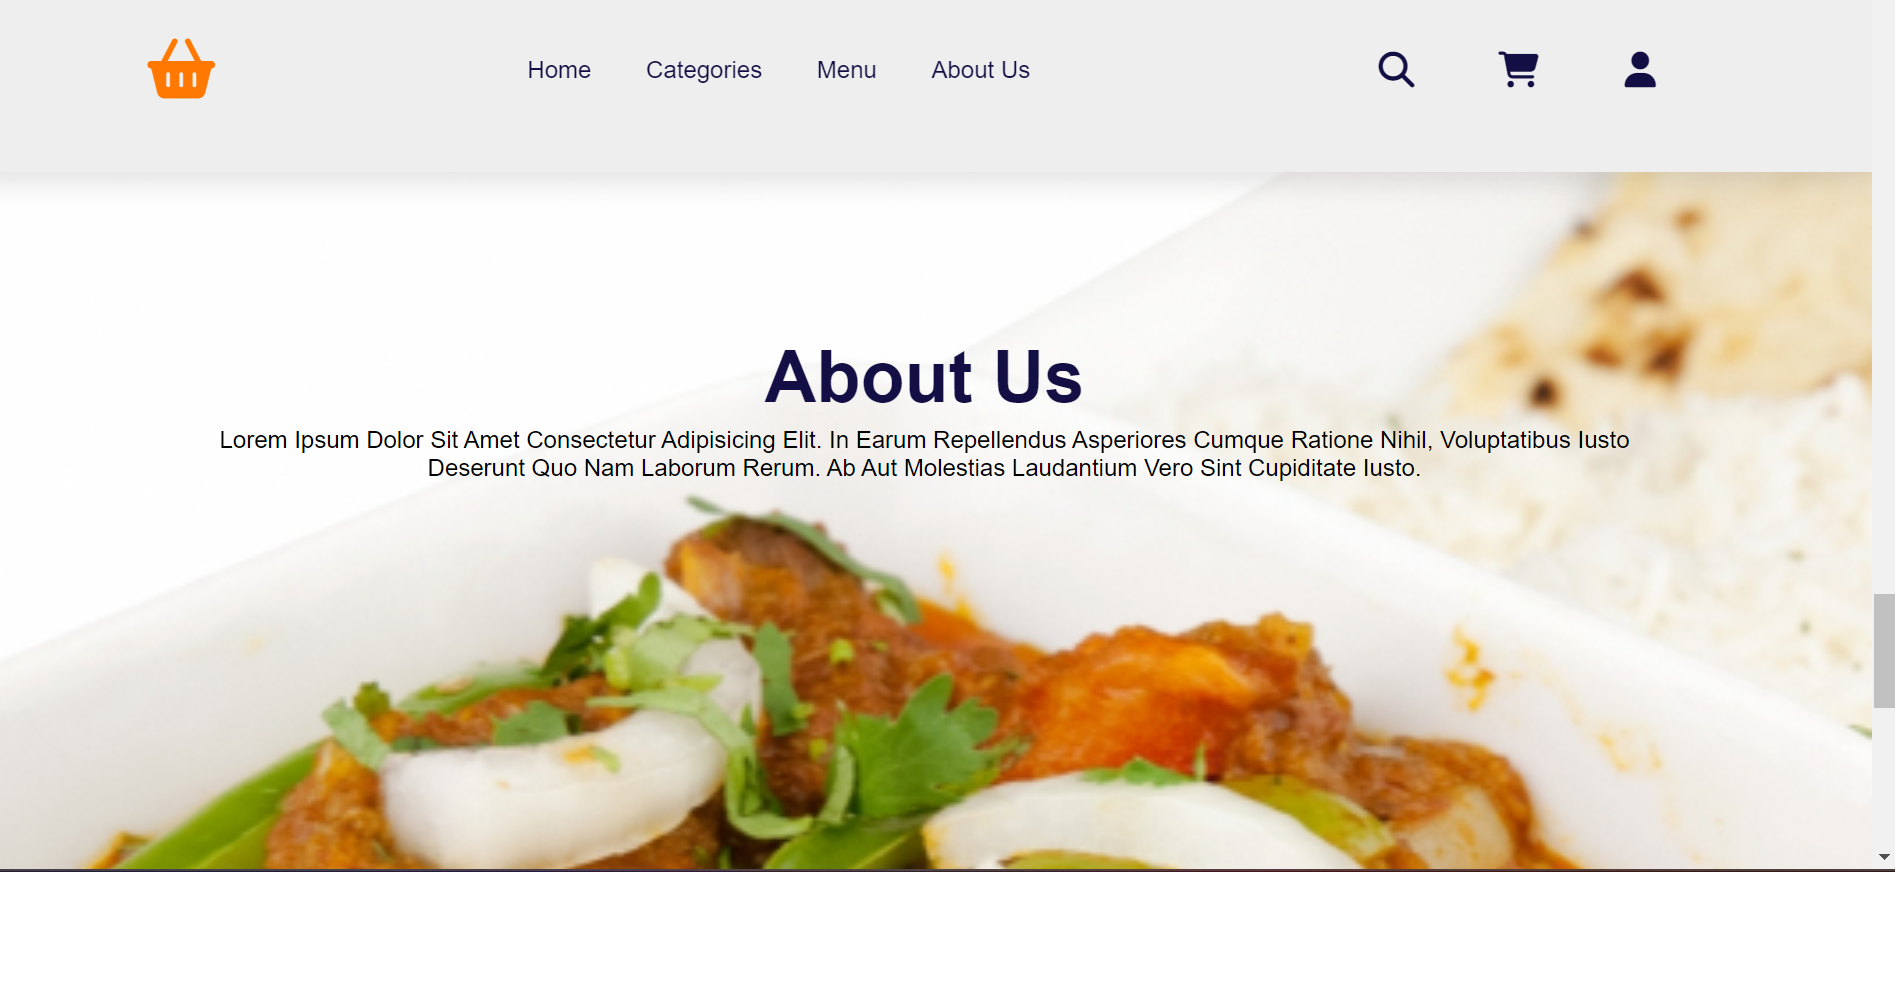 Home Categories Menu About Us
About Us
Lorem Ipsum Dolor Sit Amet Consectetur Adipisicing Elit. In Earum Repellendus Asperiores Cumque Ratione Nihil, Voluptatibus Iusto
Deserunt Quo Nam Laborum Rerum. Ab Aut Molestias Laudantium Vero Sint Cupiditate Iusto.